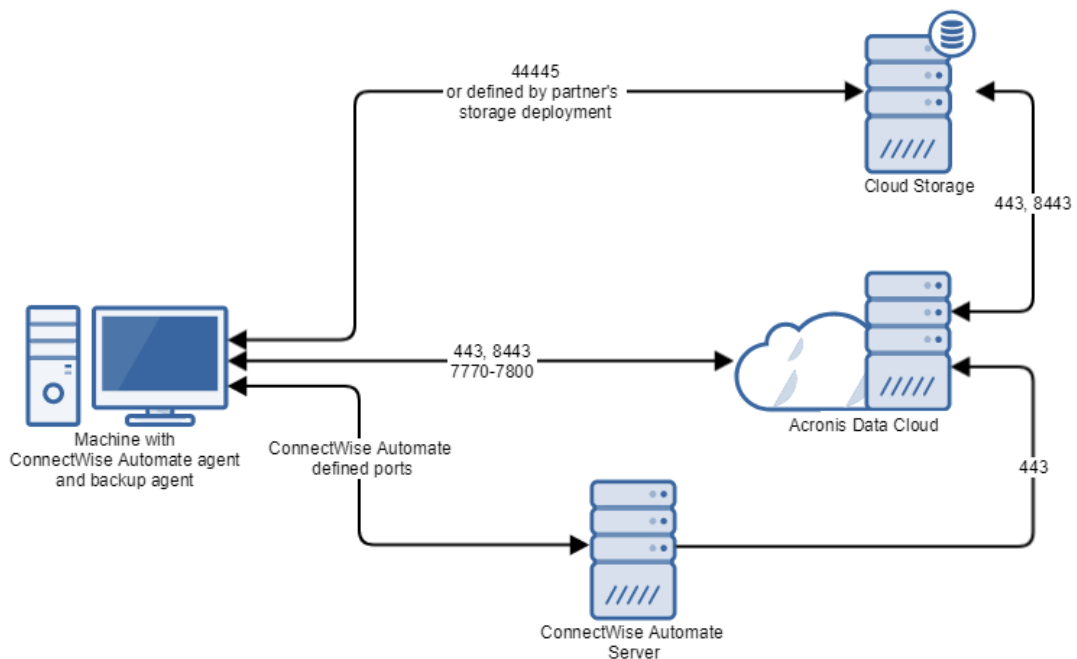 44445
or defined by partner's
storage deployment
Cloud Storage
443, 8443
443, 8443
7770-7800
Acronis Data Cloud
Machine with
ConnectWise Automate agent
and backup agent
ConnectWise Automate
defined ports
443
ConnectWise Automate
Server